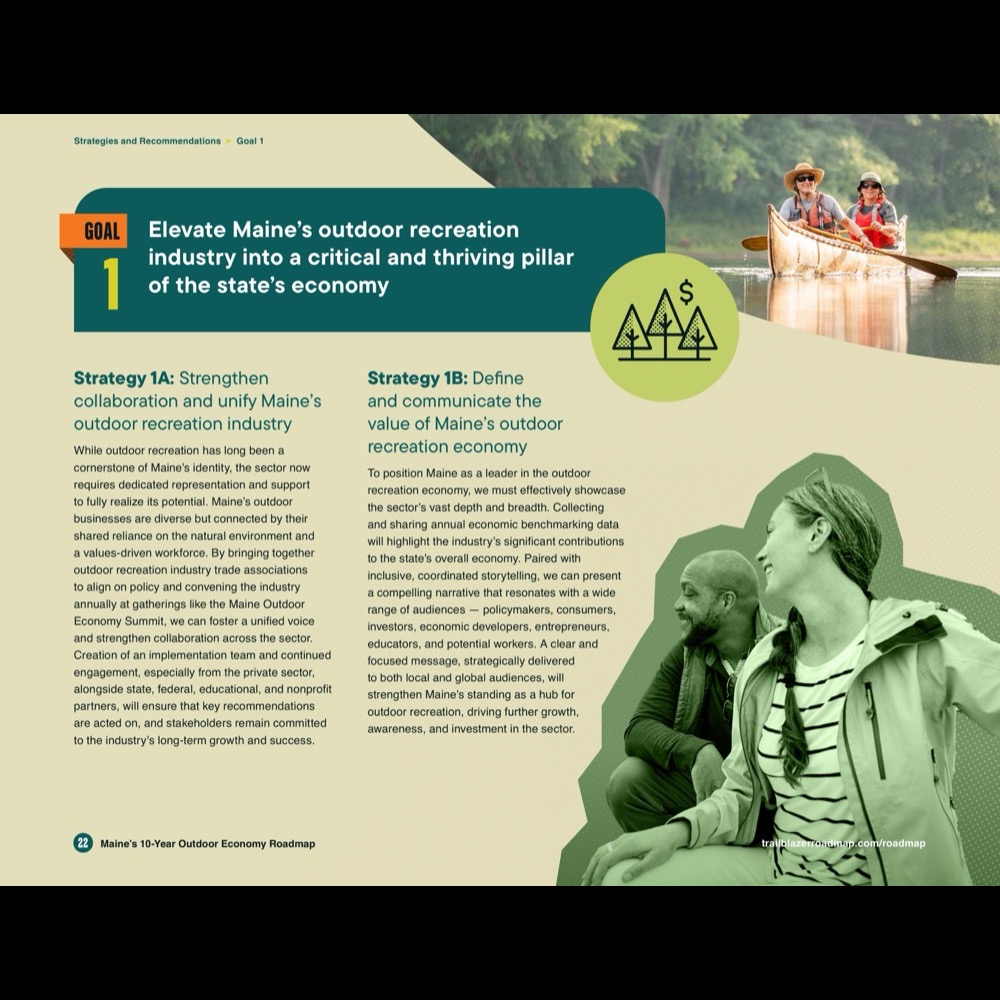 Strategies and Recommendations ► Goal 1
GOAL
1
Elevate Maine’s outdoor recreation
industry into a critical and thriving pillar
of the state’s economy
$
Strategy 1A: Strengthen
collaboration and unify Maine’s
outdoor recreation industry
While outdoor recreation has long been a
cornerstone of Maine’s identity, the sector now
requires dedicated representation and support
to fully realize its potential. Maine’s outdoor
businesses are diverse but connected by their
shared reliance on the natural environment and
a values-driven workforce. By bringing together
outdoor recreation industry trade associations
to align on policy and convening the industry
annually at gatherings like the Maine Outdoor
Economy Summit, we can foster a unified voice
and strengthen collaboration across the sector.
Creation of an implementation team and continued
engagement, especially from the private sector,
alongside state, federal, educational, and nonprofit
partners, will ensure that key recommendations
are acted on, and stakeholders remain committed
to the industry’s long-term growth and success.
Strategy 1B: Define
and communicate the
value of Maine’s outdoor
recreation economy
To position Maine as a leader in the outdoor
recreation economy, we must effectively showcase
the sector’s vast depth and breadth. Collecting
and sharing annual economic benchmarking data
will highlight the industry’s significant contributions
to the state’s overall economy. Paired with
inclusive, coordinated storytelling, we can present
a compelling narrative that resonates with a wide
range of audiences — policymakers, consumers,
investors, economic developers, entrepreneurs,
educators, and potential workers. A clear and
focused message, strategically delivered
to both local and global audiences, will
strengthen Maine’s standing as a hub for
outdoor recreation, driving further growth,
awareness, and investment in the sector.
22 Maine’s 10-Year Outdoor Economy Roadmap
trailblazerroadmap.com/roadmap